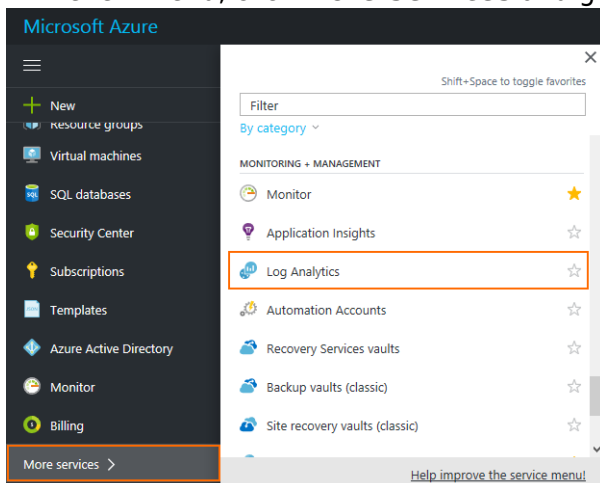 Microsoft Azure
Shift+Space to toggle favorites
New
Filter
Resource groups
By category
Virtual machines
MONITORING + MANAGEMENT
SQL databases
Monitor
Security Center
Application Insights
Subscriptions
Log Analytics
Templates
Automation Accounts
Azure Active Directory
Recovery Services vaults
Monitor
Backup vaults (classic)
Billing
Site recovery vaults (classic)
More services >
Help improve the service menu!